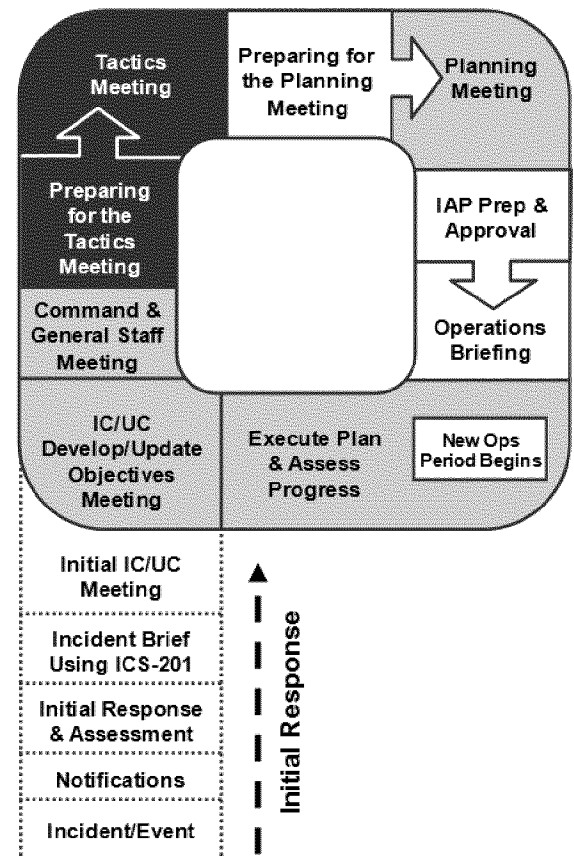 Tactics
Meeting
Preparing for
the Planning
Meeting
Planning
Meeting
Preparing
for the
Tactics
Meeting
IAP Prep &
Approval
Command &
General Staff
Meeting
Operations
Briefing
IC/UC
Develop/Update
Objectives
Meeting
Execute Plan
& Assess
Progress
New Ops
Period Begins
Initial IC/UC
Meeting
Incident Brief
Using ICS-201
Initial Response
& Assessment
Notifications
Incident/Event
Initial Response